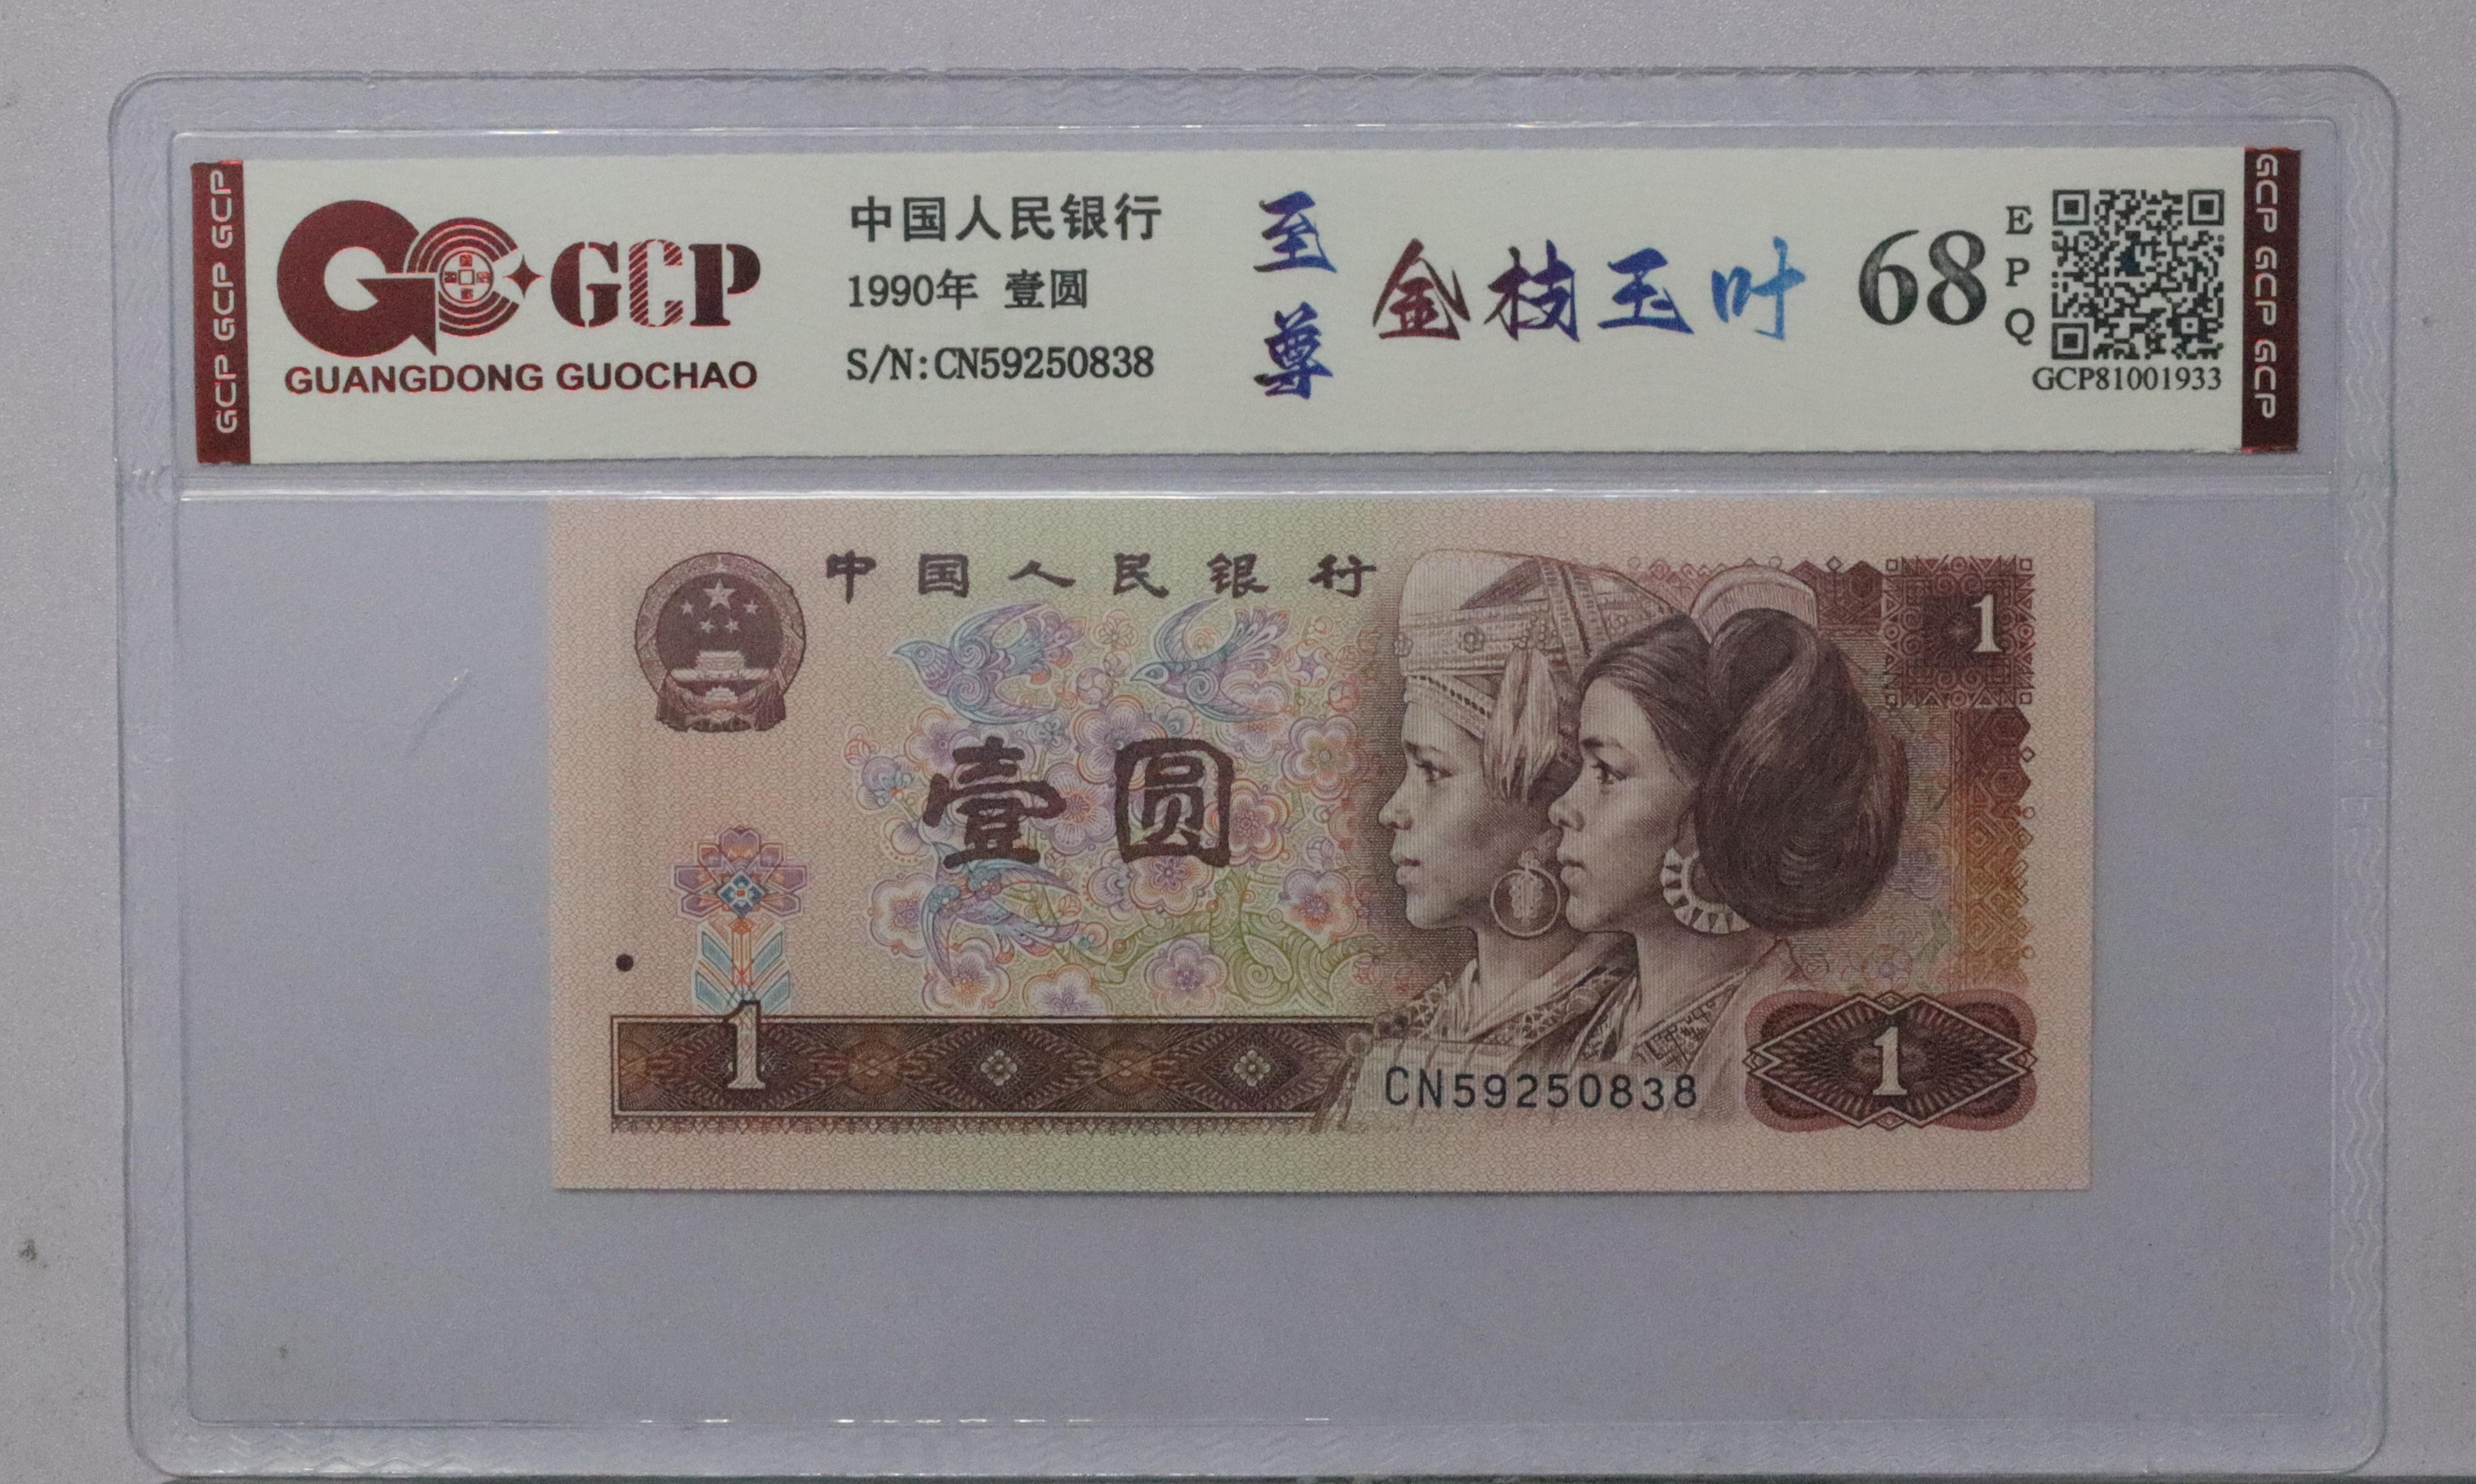 GCP GCP GCP
GCP
GUANGDONG GUOCHAO
中国人民银行
1990年 壹圆
S/N:CN59250838
至尊
金枝玉叶
68
EPQ
GCP81001933
GCP GCP GCP
中国人民银行
1
壹圆
1
CN59250838
1